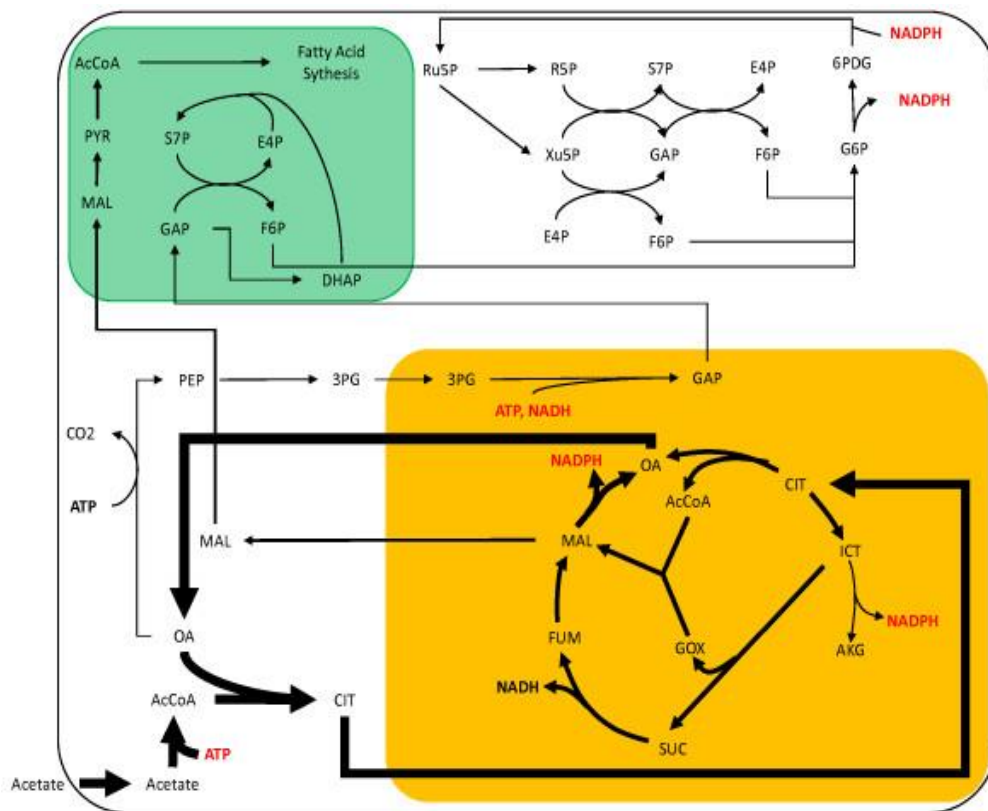 NADPH
AcCoA
Fatty Acid
Sythesis
Ru5P
R5P
S7P
E4P
6PDG
NADPH
PYR
S7P
E4P
Xu5P
GAP
F6P
G6P
MAL
GAP
F6P
E4P
F6P
DHAP
PEP
3PG
3PG
GAP
ATP, NADH
CO2
NADPH
OA
AcCoA
CIT
ATP
MAL
MAL
ICT
OA
FUM
GOX
NADPH
AKG
AcCoA
CIT
NADH
SUC
ATP
Acetate
Acetate